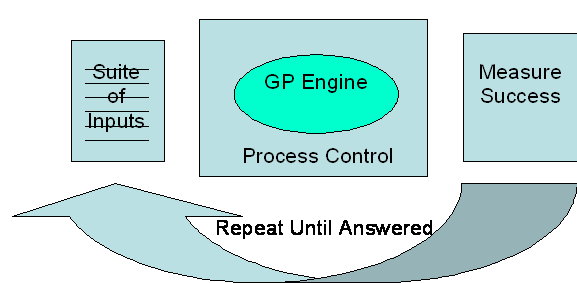 Suite
of
Inputs
GP Engine
Process Control
Measure
Success
Repeat Until Answered